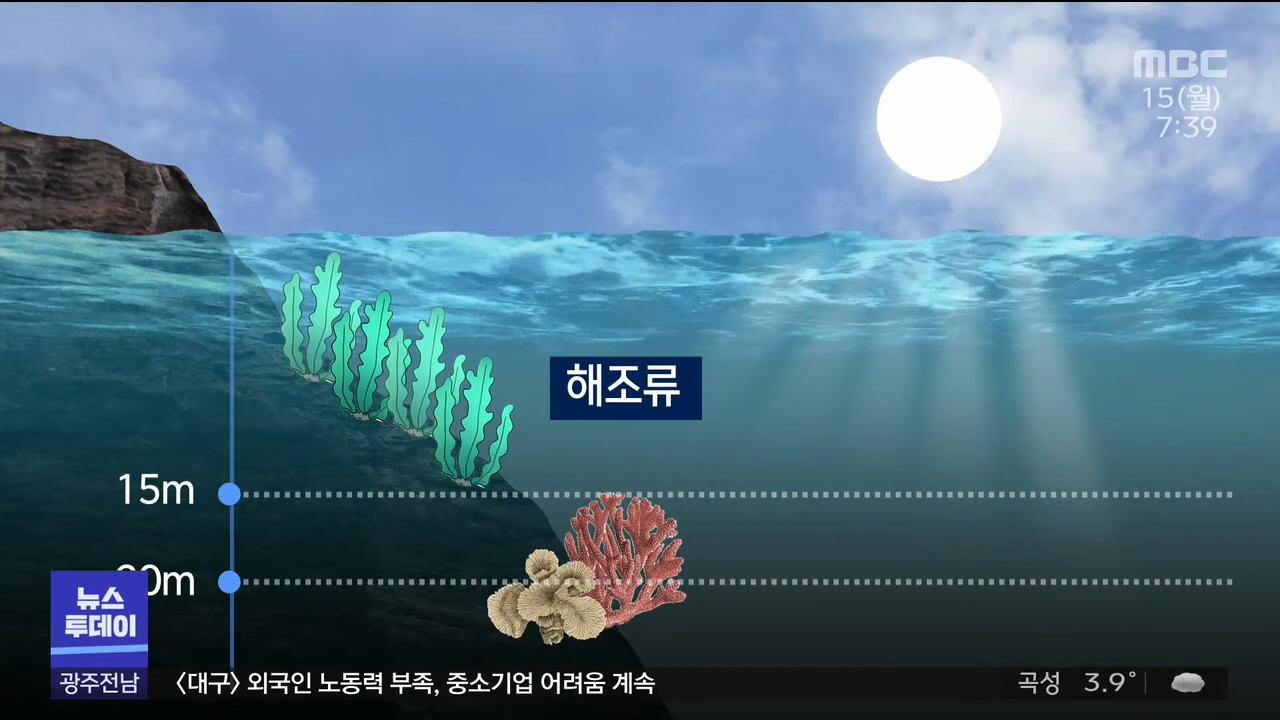 MBC
15(월)
7:39
해조류
15m
뉴스
투데이
광주전남
〈대구〉 외국인 노동력 부족, 중소기업 어려움 계속
곡성 3.9°